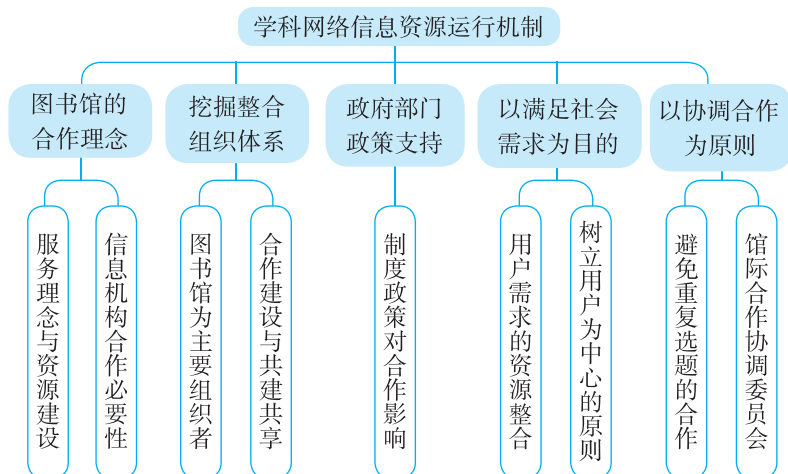 学科网络信息资源运行机制
图书馆的
合作理念
挖掘整合
组织体系
政府部门
政策支持
以满足社会
需求为目的
以协调合作
为原则
服务理念与资源建设
信息机构合作必要性
图书馆为主要组织者
合作建设与共建共享
制度政策对合作影响
用户需求的资源整合
树立用户为中心的原则
避免重复选题的合作
馆际合作协调委员会